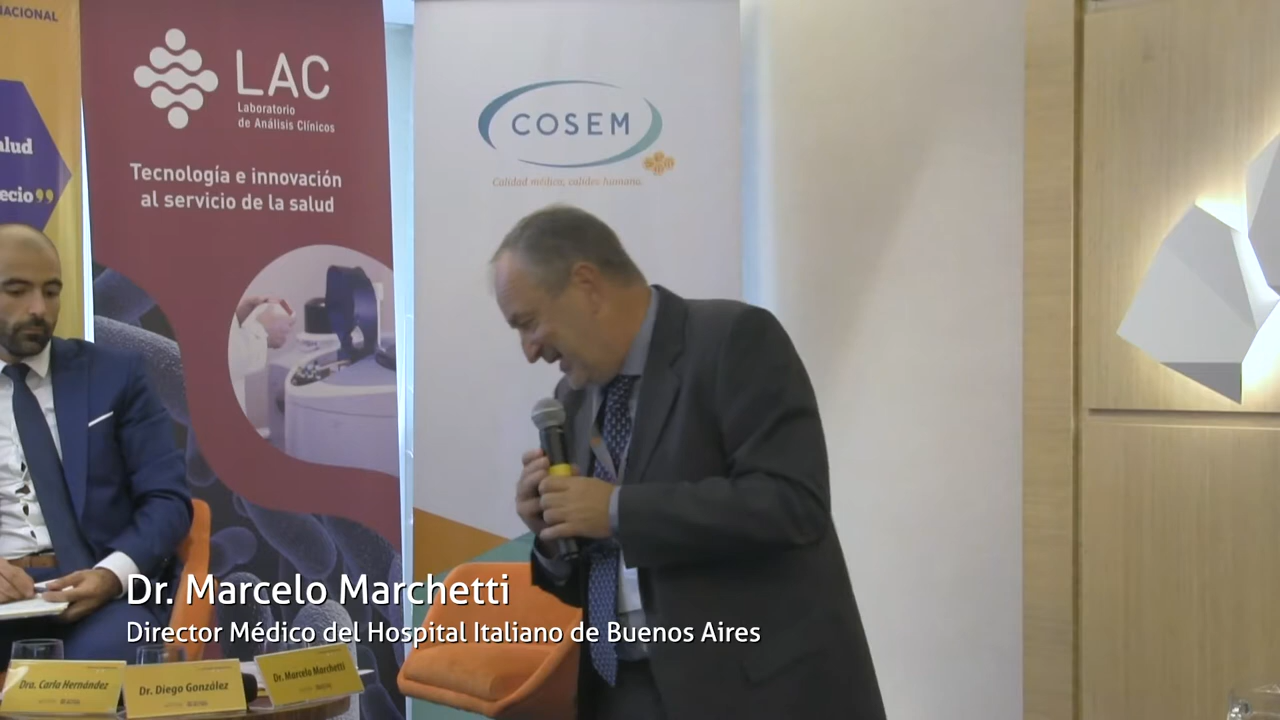 NACIONAL
alud
ecio”
LAC
Laboratorio
de Análisis Clínicos
Tecnología e innovación
al servicio de la salud
COSEM
Calidad médica, calidez humana.
Dr. Marcelo Marchetti
Director Médico del Hospital Italiano de Buenos Aires
Dra. Carla Hernández
Dr. Diego González
Dr. Marcelo Marchetti